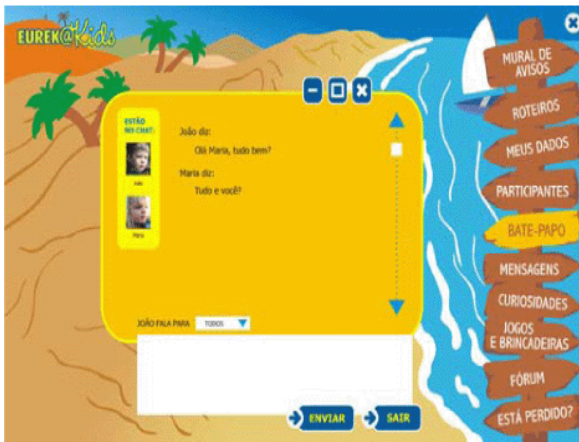 EUREK@Kids
MURAL DE
AVISOS
ROTEIROS
MEUS DADOS
PARTICIPANTES
BATE-PAPO
MENSAGENS
CURIOSIDADES
JOGOS
E BRINCADEIRAS
FÓRUM
ESTÁ PERDIDO?
ESTÃO
NO CHAT:
João
Maria
João diz:
Olá Maria, tudo bem?
Maria diz:
Tudo e você?
JOÃO FALA PARA TODOS
ENVIAR
SAIR